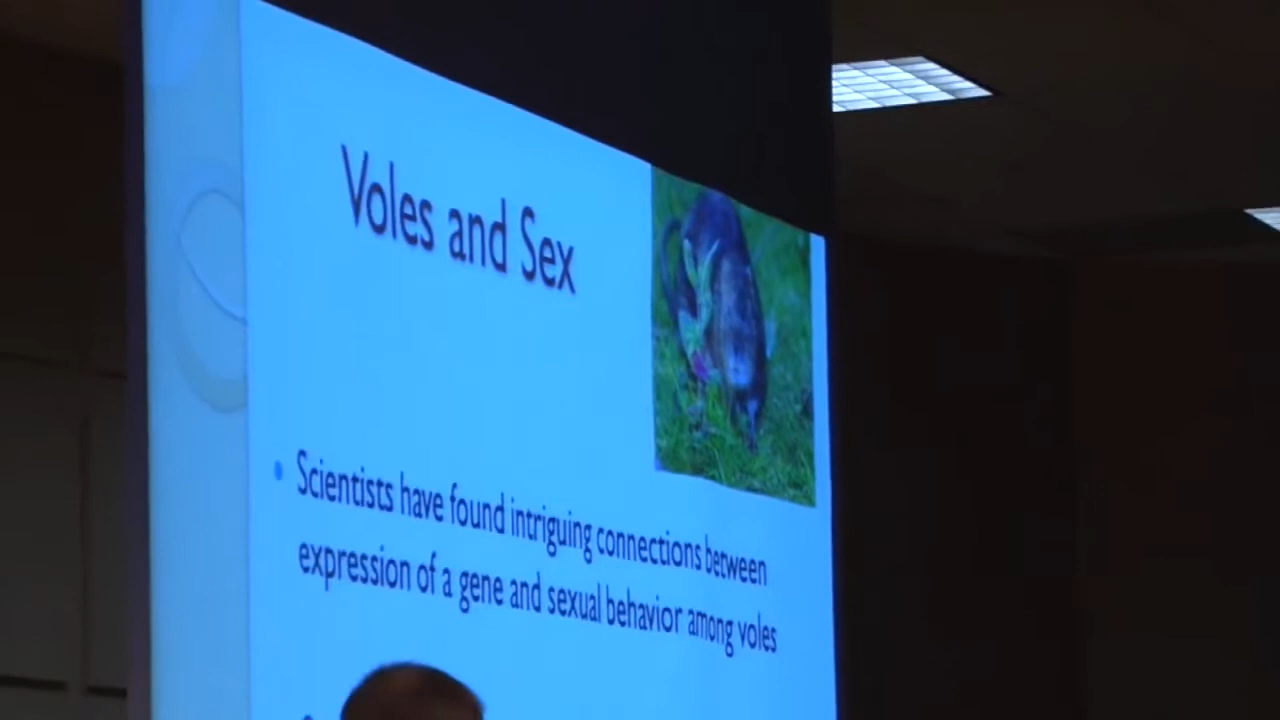 Voles and Sex
• Scientists have found intriguing connections between
expression of a gene and sexual behavior among voles